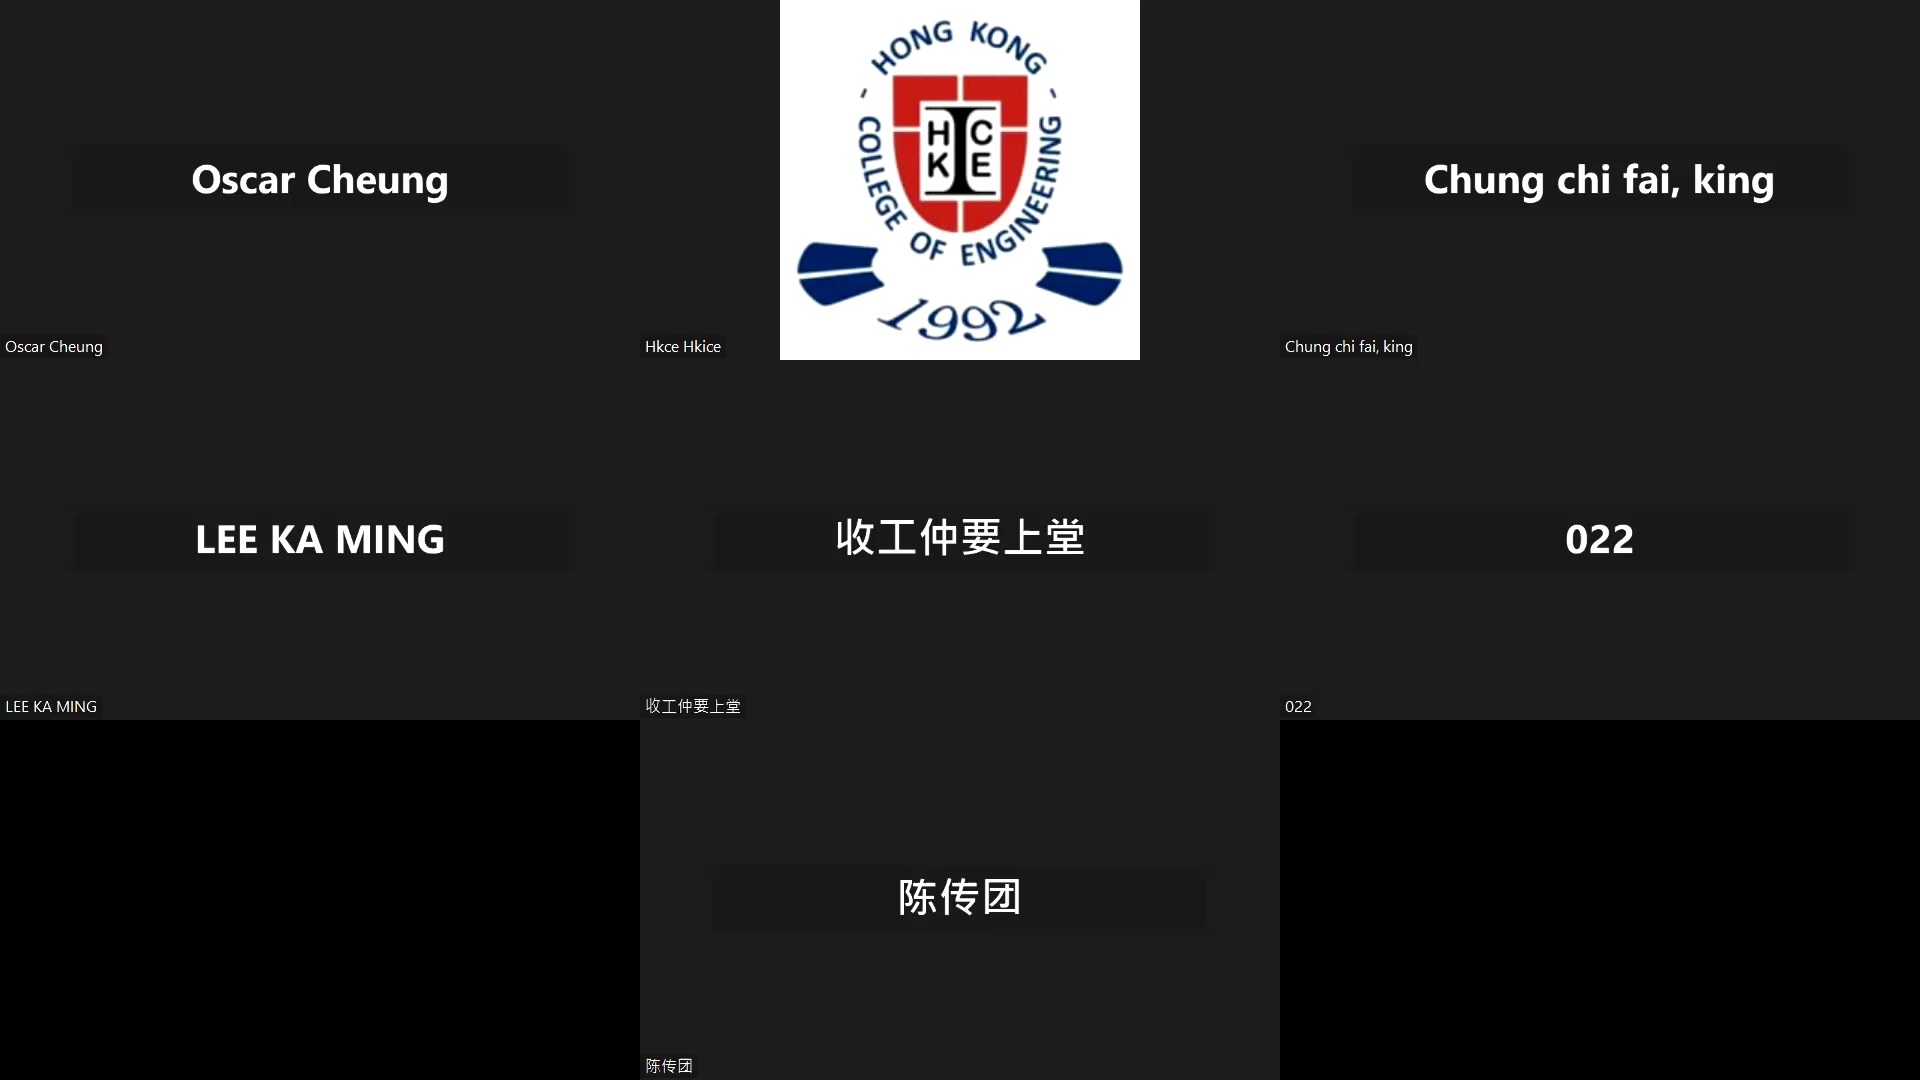 Oscar Cheung
Oscar Cheung
- HONG KONG -
COLLEGE OF ENGINEERING
H I C
K E
1992
Hkce Hkice
Chung chi fai, king
Chung chi fai, king
LEE KA MING
LEE KA MING
收工仲要上堂
收工仲要上堂
022
022
陈传团
陈传团